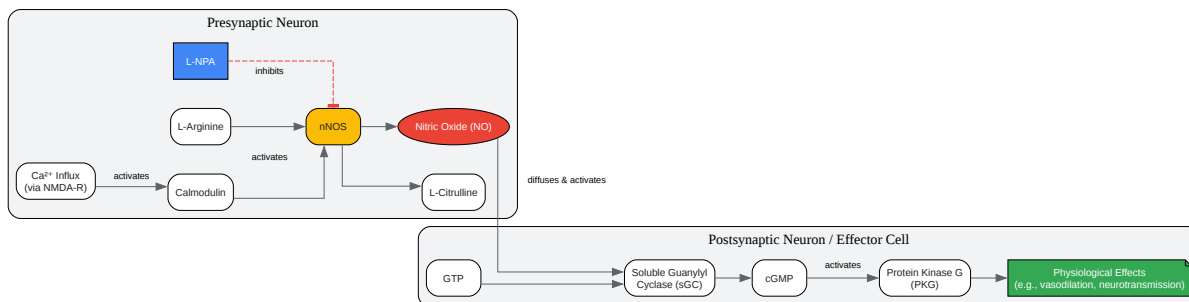 Presynaptic Neuron
L-NPA
inhibits
L-Arginine
nNOS
Nitric Oxide (NO)
activates
Ca²⁺ Influx
(via NMDA-R)
activates
Calmodulin
L-Citrulline
diffuses & activates
Postsynaptic Neuron / Effector Cell
GTP
Soluble Guanylyl
Cyclase (sGC)
cGMP
activates
Protein Kinase G
(PKG)
Physiological Effects
(e.g., vasodilation, neurotransmission)